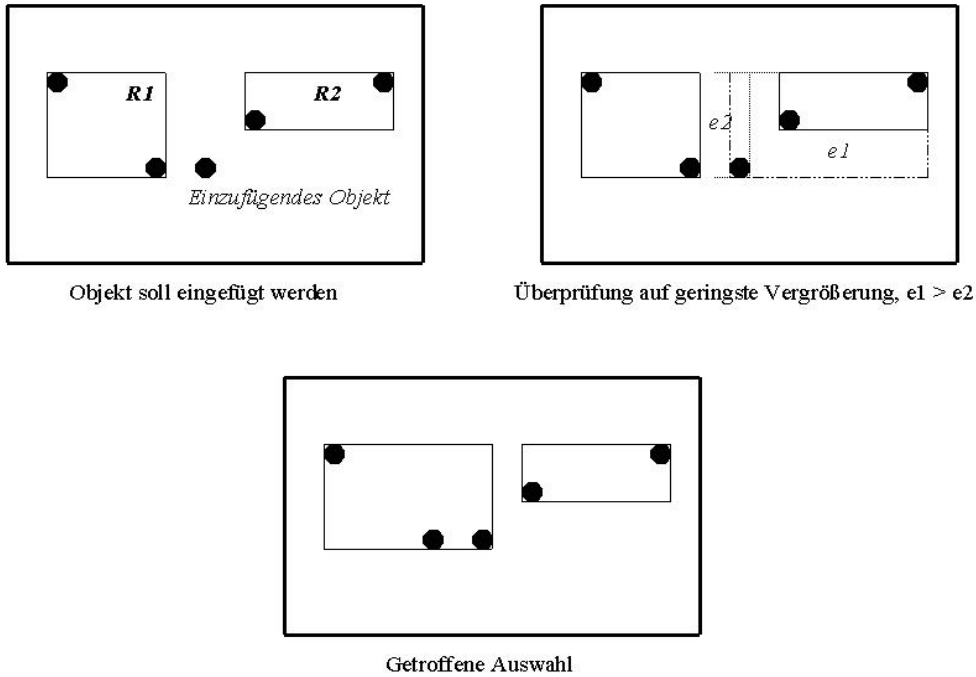 R1
R2
Einzufügendes Objekt
e2
e1
Objekt soll eingefügt werden
Überprüfung auf geringste Vergrößerung, e1 > e2
Getroffene Auswahl